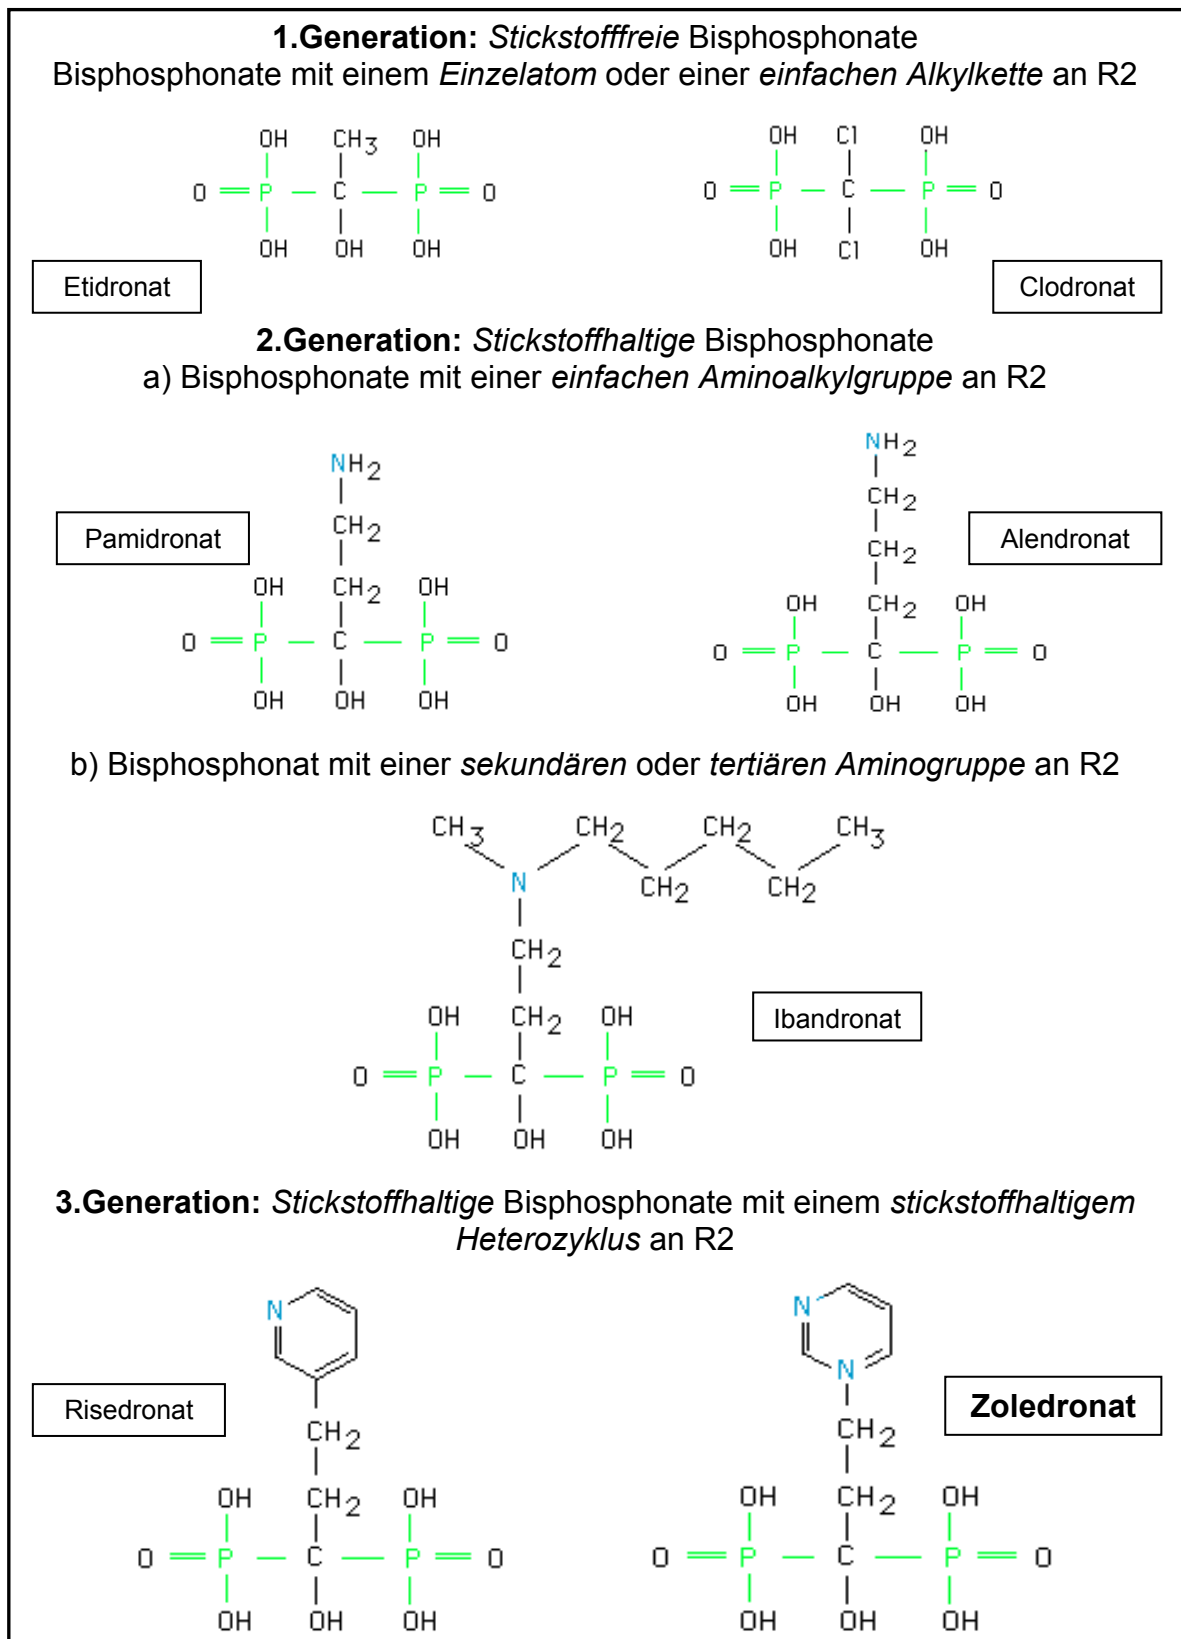 1.Generation: Stickstofffreie Bisphosphonate
Bisphosphonate mit einem Einzelatom oder einer einfachen Alkylkette an R2
OH CH3 OH
O P C P O
OH OH OH
Etidronat
OH Cl OH
O P C P O
OH Cl OH
Clodronat
2.Generation: Stickstoffhaltige Bisphosphonate
a) Bisphosphonate mit einer einfachen Aminoalkylgruppe an R2
Pamidronat
NH2
CH2
OH CH2 OH
O P C P O
OH OH OH
Alendronat
NH2
CH2
CH2
OH CH2 OH
O P C P O
OH OH OH
b) Bisphosphonat mit einer sekundären oder tertiären Aminogruppe an R2
CH3 CH2 CH2 CH3
N CH2 CH2
CH2
OH CH2 OH
O P C P O
OH OH OH
Ibandronat
3.Generation: Stickstoffhaltige Bisphosphonate mit einem stickstoffhaltigem
Heterozyklus an R2
Risedronat
N
CH2
OH CH2 OH
O P C P O
OH OH OH
Zoledronat
N
N
CH2
OH CH2 OH
O P C P O
OH OH OH